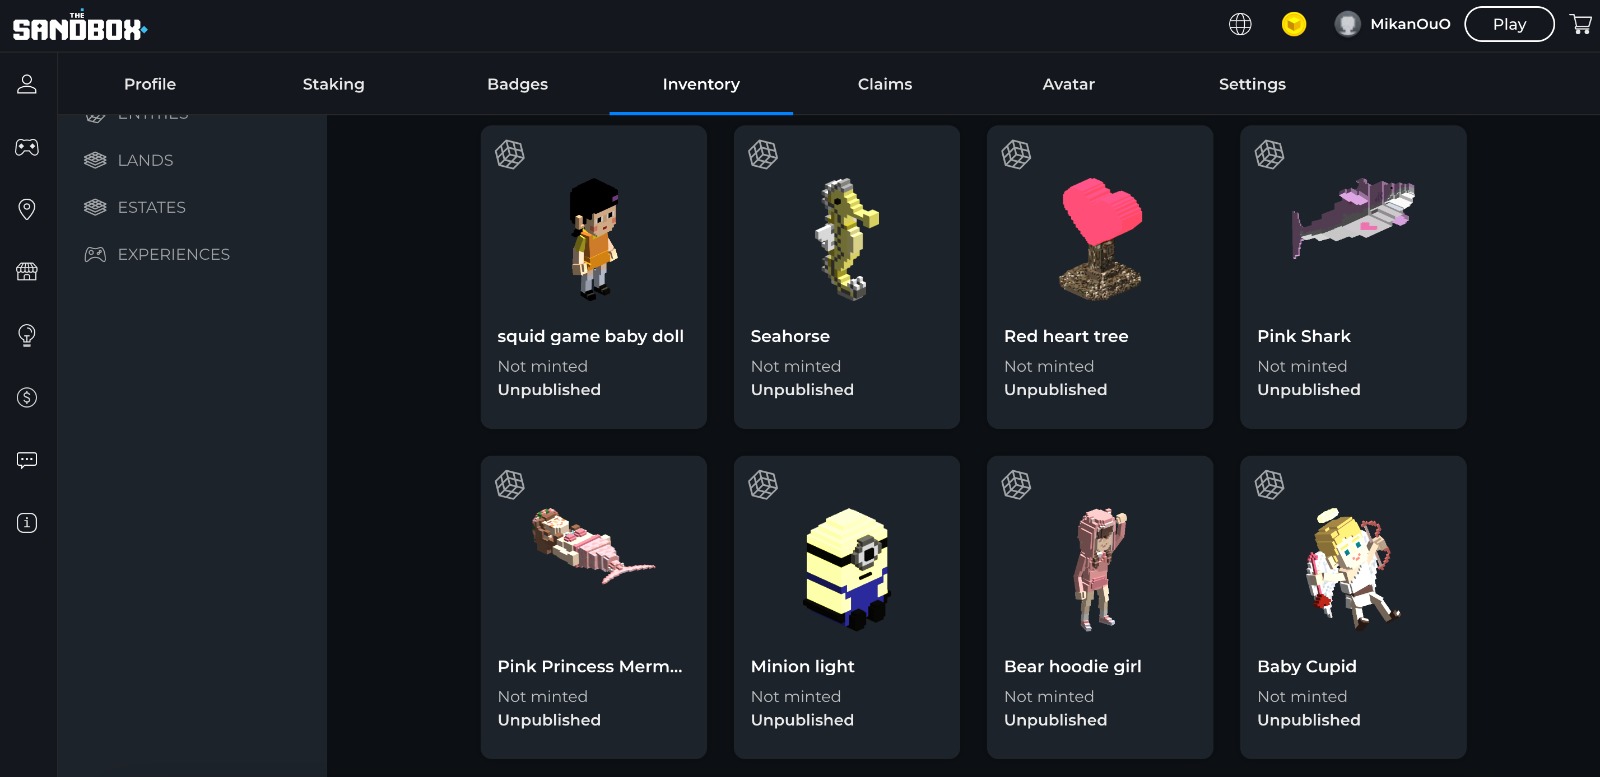 THE
SANDBOX
MikanOuO
Play
Profile
Staking
Badges
Inventory
Claims
Avatar
Settings
ENTITIES
LANDS
ESTATES
EXPERIENCES
squid game baby doll
Not minted
Unpublished
Seahorse
Not minted
Unpublished
Red heart tree
Not minted
Unpublished
Pink Shark
Not minted
Unpublished
Pink Princess Merm...
Not minted
Unpublished
Minion light
Not minted
Unpublished
Bear hoodie girl
Not minted
Unpublished
Baby Cupid
Not minted
Unpublished